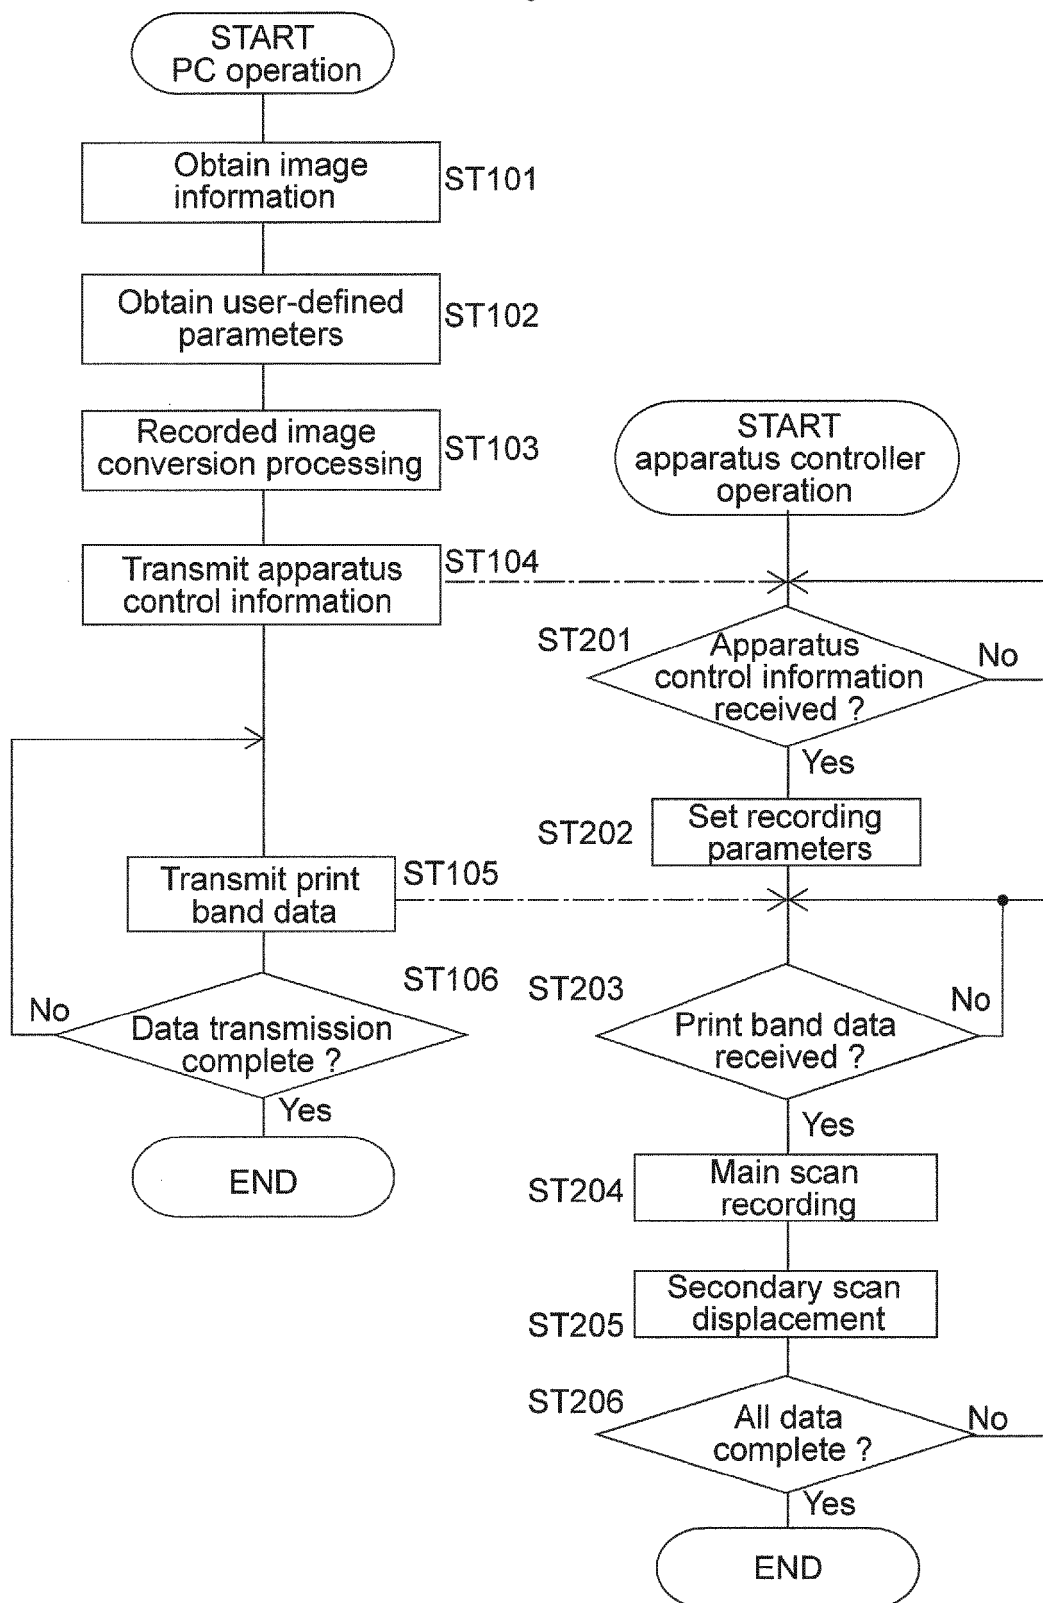 START
PC operation
Obtain image
information
ST101
Obtain user-defined
parameters
ST102
Recorded image
conversion processing
ST103
Transmit apparatus
control information
ST104
Transmit print
band data
ST105
Data transmission
complete ?
ST106
No
Yes
END
START
apparatus controller
operation
ST201
Apparatus
control information
received ?
No
Yes
ST202
Set recording
parameters
ST203
Print band data
received ?
No
Yes
ST204
Main scan
recording
ST205
Secondary scan
displacement
ST206
All data
complete ?
No
Yes
END